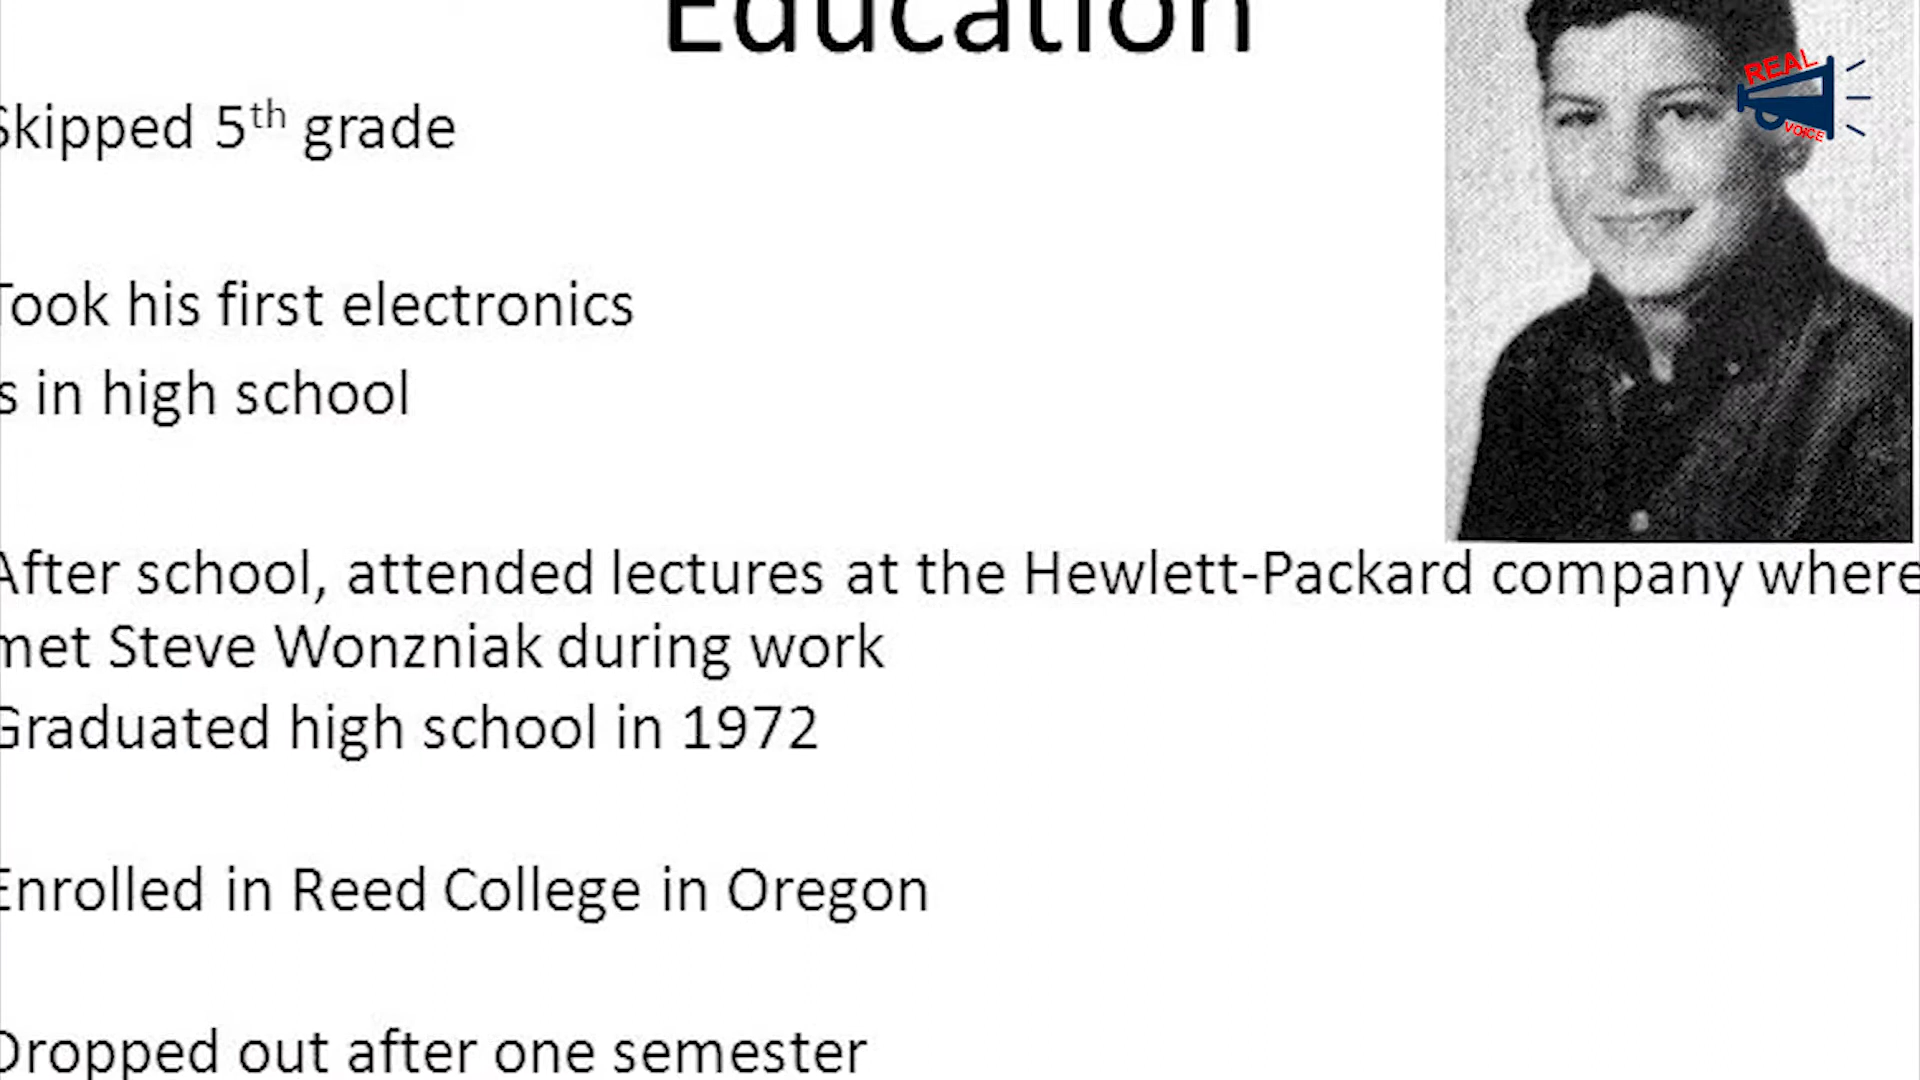 Education
Skipped 5th grade
Took his first electronics
s in high school
After school, attended lectures at the Hewlett-Packard company where
met Steve Wonzniak during work
Graduated high school in 1972
Enrolled in Reed College in Oregon
Dropped out after one semester
REAL
VOICE